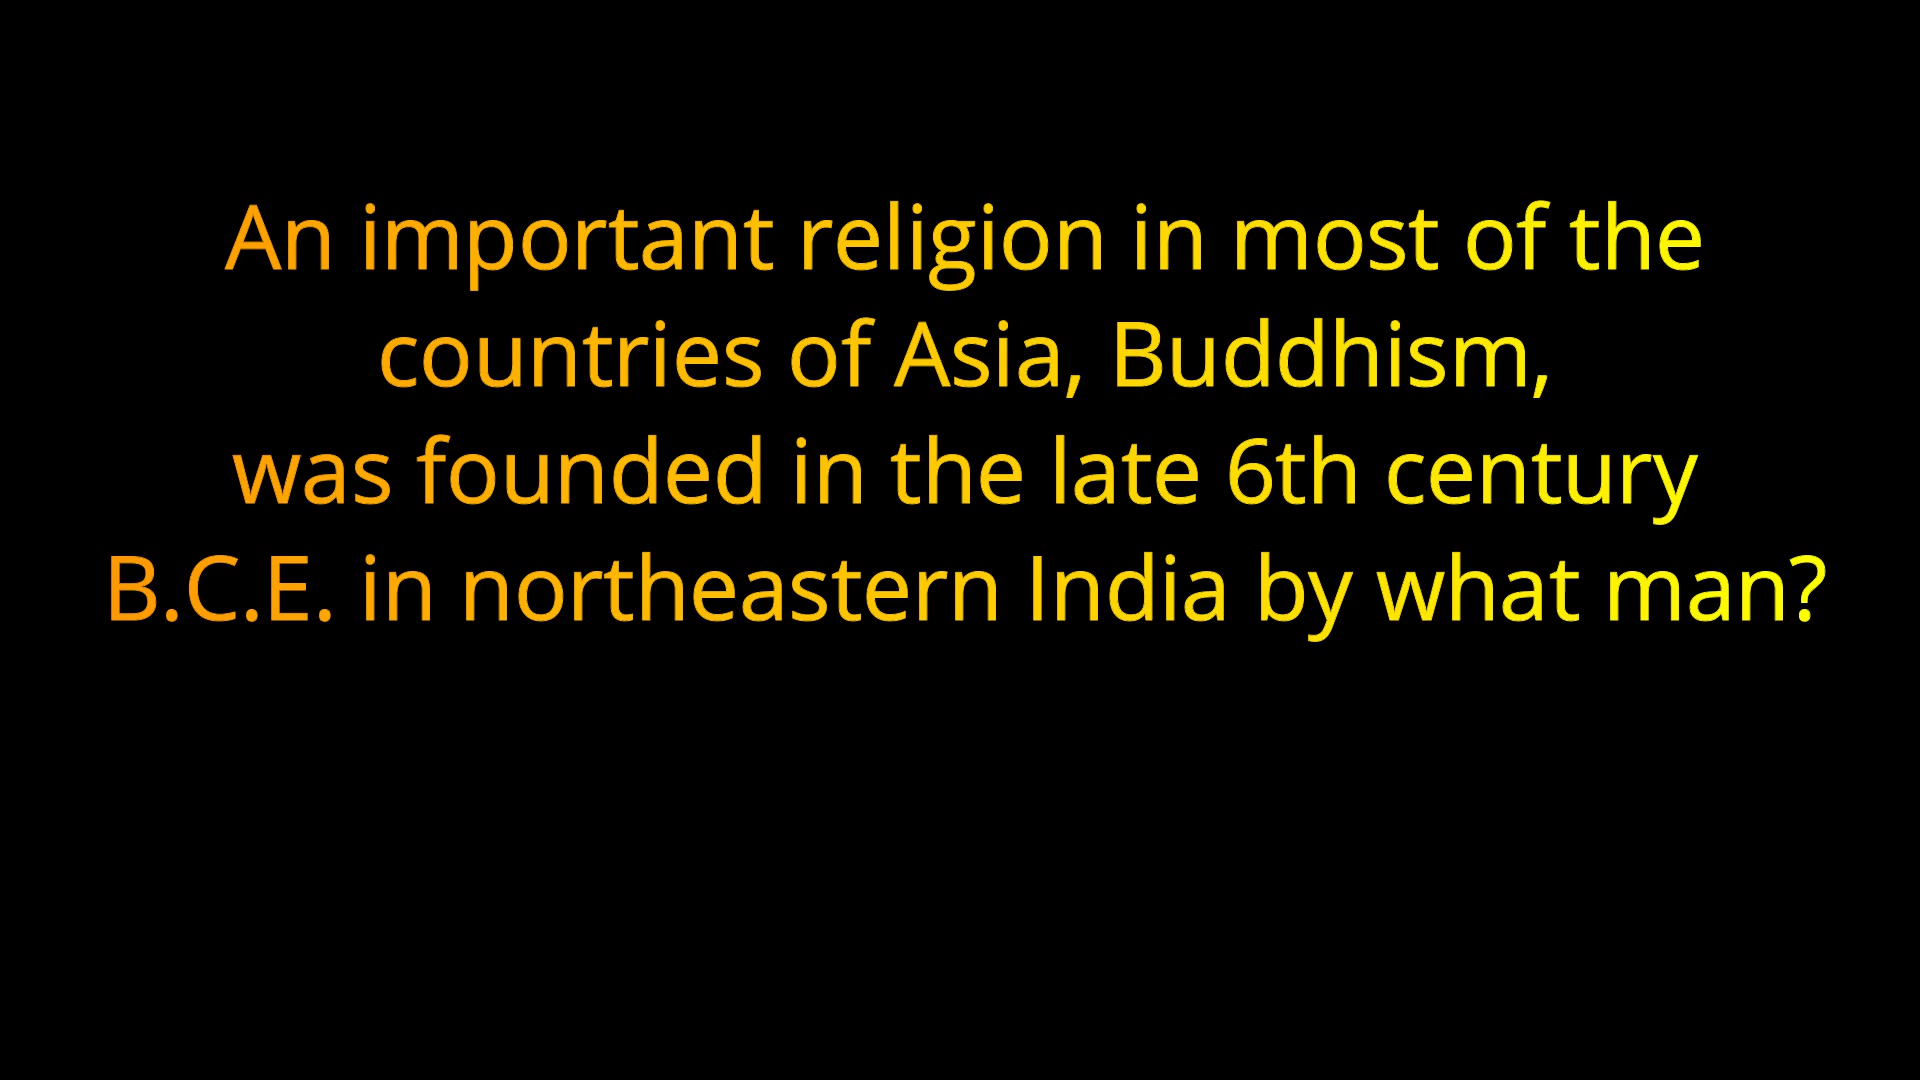 An important religion in most of the
countries of Asia, Buddhism,
was founded in the late 6th century
B.C.E. in northeastern India by what man?